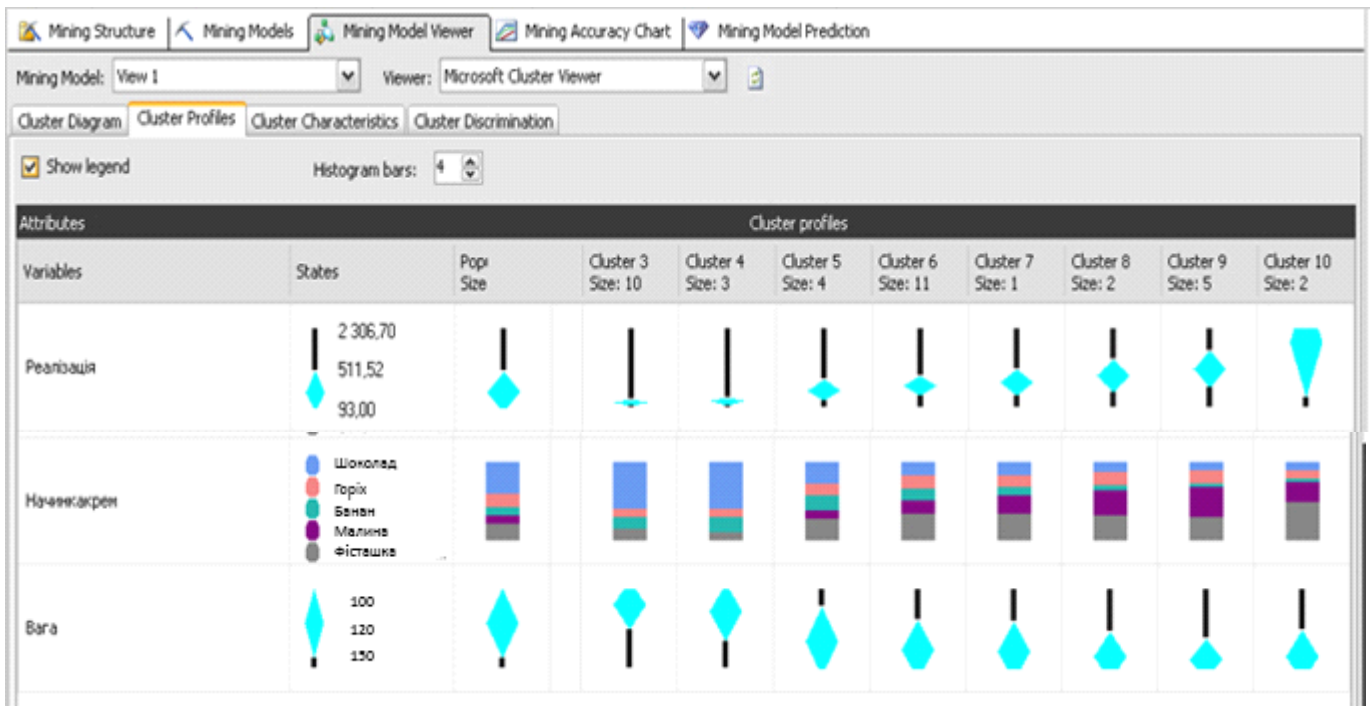 Mining Structure Mining Models Mining Model Viewer Mining Accuracy Chart Mining Model Prediction
Mining Model: View 1 Viewer: Microsoft Cluster Viewer
Cluster Diagram Cluster Profiles Cluster Characteristics Cluster Discrimination
Show legend Histogram bars: 4
Attributes Cluster profiles
Variables States Popu Size Cluster 3 Size: 10 Cluster 4 Size: 3 Cluster 5 Size: 4 Cluster 6 Size: 11 Cluster 7 Size: 1 Cluster 8 Size: 2 Cluster 9 Size: 5 Cluster 10 Size: 2
2 306,70
Реалізація 511,52
93,00
Шоколад
Горіх
Начинкакрем Банан
Малина
Фісташка
100
Вага 120
150